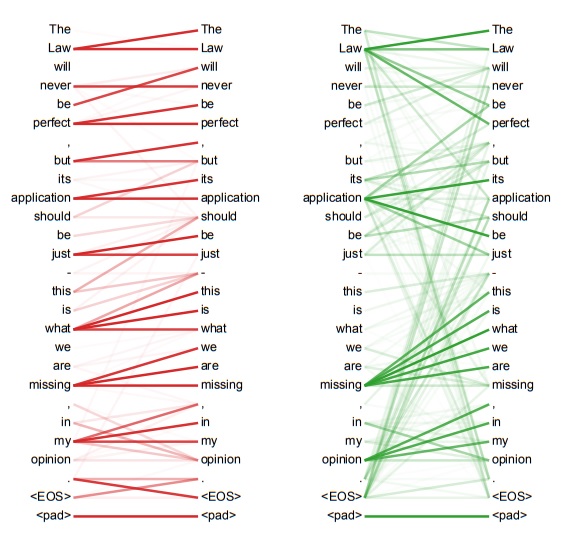 The The The The
Law Law Law Law
will will will will
never never never never
be be be be
perfect perfect perfect perfect
, , , ,
but but but but
its its its its
application application application application
should should should should
be be be be
just just just just
- - - -
this this this this
is is is is
what what what what
we we we we
are are are are
missing missing missing missing
, , , ,
in in in in
my my my my
opinion opinion opinion opinion
. . . .
<EOS> <EOS> <EOS> <EOS>
<pad> <pad> <pad> <pad>